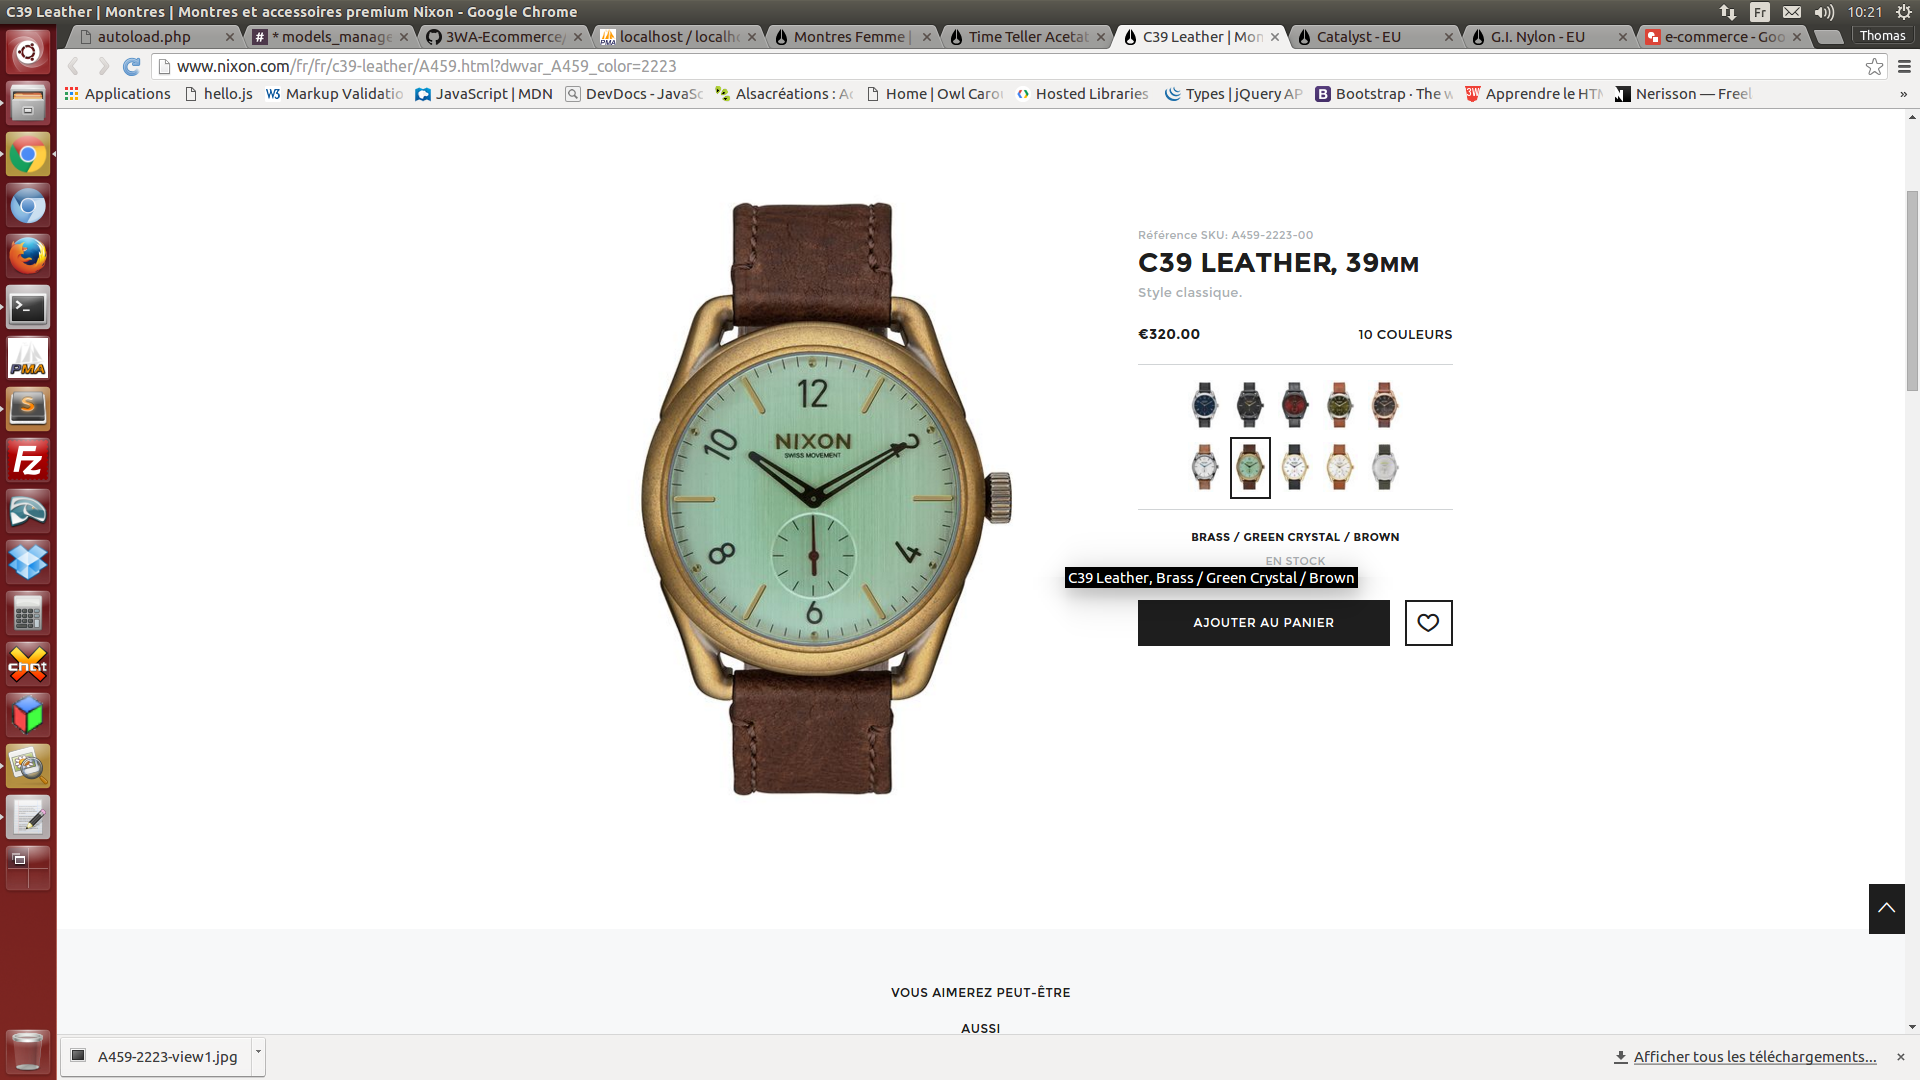 C39 Leather | Montres | Montres et accessoires premium Nixon - Google Chrome
Fr
10:21
autoload.php
* models_manage
3WA-Ecommerce/
localhost / localh
Montres Femme |
Time Teller Acetat
C39 Leather | Mon
Catalyst - EU
G.I. Nylon - EU
e-commerce - Goo
Thomas
www.nixon.com/fr/fr/c39-leather/A459.html?dwvar_A459_color=2223
Applications
hello.js
W3 Markup Validatio
JavaScript | MDN
DevDocs - JavaSc
Alsacréations : Ac
Home | Owl Carou
Hosted Libraries
Types | jQuery AP
B Bootstrap · The w
3W Apprendre le HTM
Nerisson — Freel
»
PMA
S
Fz
X chat
12
10
NIXON
SWISS MOVEMENT
8
4
6
Référence SKU: A459-2223-00
C39 LEATHER, 39MM
Style classique.
€320.00
10 COULEURS
BRASS / GREEN CRYSTAL / BROWN
EN STOCK
C39 Leather, Brass / Green Crystal / Brown
AJOUTER AU PANIER
VOUS AIMEREZ PEUT-ÊTRE
AUSSI
A459-2223-view1.jpg
Afficher tous les téléchargements...